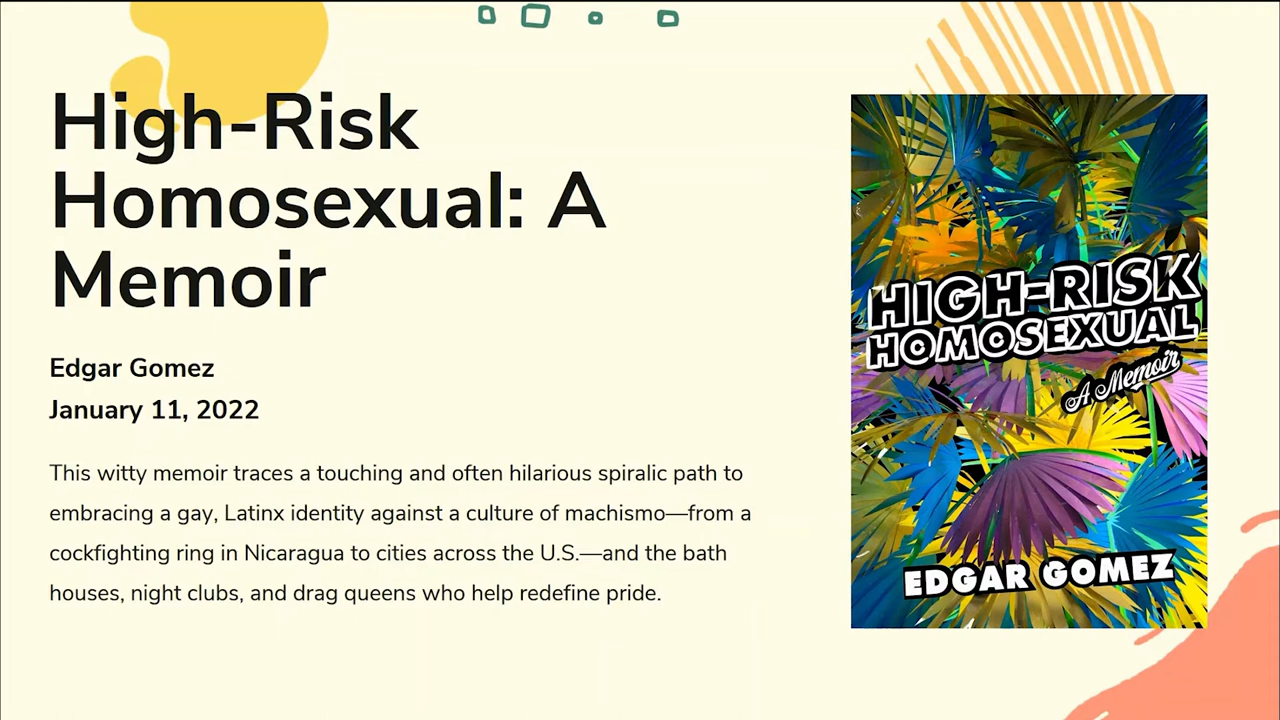 High-Risk
Homosexual: A
Memoir
Edgar Gomez
January 11, 2022
This witty memoir traces a touching and often hilarious spiralic path to
embracing a gay, Latinx identity against a culture of machismo—from a
cockfighting ring in Nicaragua to cities across the U.S.—and the bath
houses, night clubs, and drag queens who help redefine pride.
HIGH-RISK
HOMOSEXUAL
A Memoir
EDGAR GOMEZ